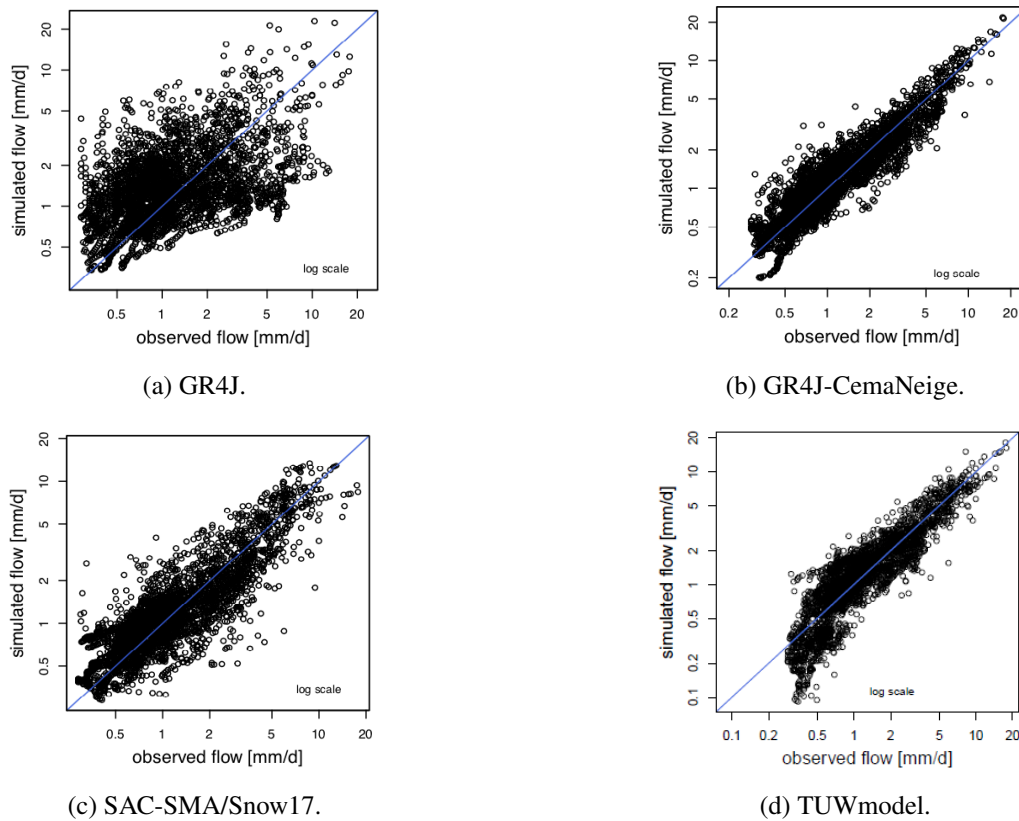 simulated flow [mm/d]
20
10
5
2
1
0.5
log scale
0.5 1 2 5 10 20
observed flow [mm/d]
(a) GR4J.
simulated flow [mm/d]
10
5
2
1
0.5
0.2
log scale
0.2 0.5 1 2 5 10 20
observed flow [mm/d]
(b) GR4J-CemaNeige.
simulated flow [mm/d]
20
10
5
2
1
0.5
log scale
0.5 1 2 5 10 20
observed flow [mm/d]
(c) SAC-SMA/Snow17.
simulated flow [mm/d]
20
10
5
2
1
0.5
0.2
0.1
log scale
0.1 0.2 0.5 1 2 5 10 20
observed flow [mm/d]
(d) TUWmodel.